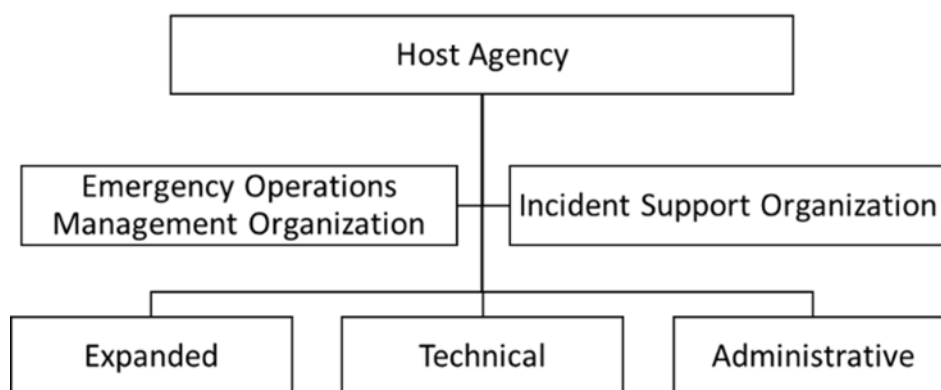 Host Agency
Emergency Operations
Management Organization
Incident Support Organization
Expanded
Technical
Administrative